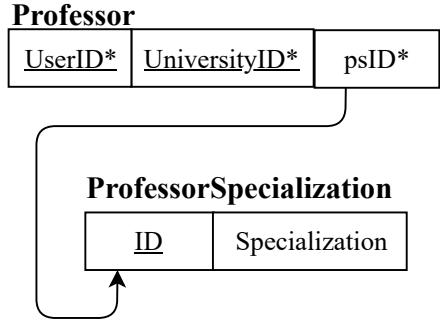 Professor
UserID* UniversityID* psID*
ProfessorSpecialization
ID Specialization